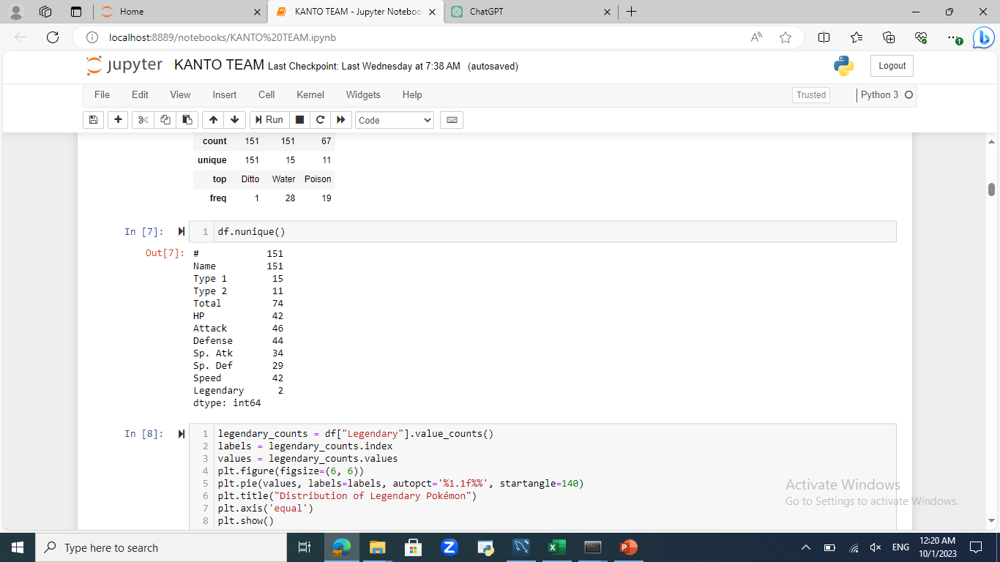 Home
KANTO TEAM - Jupyter Noteboo
ChatGPT
localhost:8889/notebooks/KANTO%20TEAM.ipynb
jupyter KANTO TEAM Last Checkpoint: Last Wednesday at 7:38 AM (autosaved)
Logout
File Edit View Insert Cell Kernel Widgets Help
Trusted
Python 3
Run
Code
count 151 151 67
unique 151 15 11
top Ditto Water Poison
freq 1 28 19
In [7]:
1 df.nunique()
Out[7]:
# 151
Name 151
Type 1 15
Type 2 11
Total 74
HP 42
Attack 46
Defense 44
Sp. Atk 34
Sp. Def 29
Speed 42
Legendary 2
dtype: int64
In [8]:
1 legendary_counts = df["Legendary"].value_counts()
2 labels = legendary_counts.index
3 values = legendary_counts.values
4 plt.figure(figsize=(6, 6))
5 plt.pie(values, labels=labels, autopct='%1.1f%%', startangle=140)
6 plt.title("Distribution of Legendary Pokémon")
7 plt.axis('equal')
8 plt.show()
Activate Windows
Go to Settings to activate Windows.
Type here to search
ENG
12:20 AM
10/1/2023